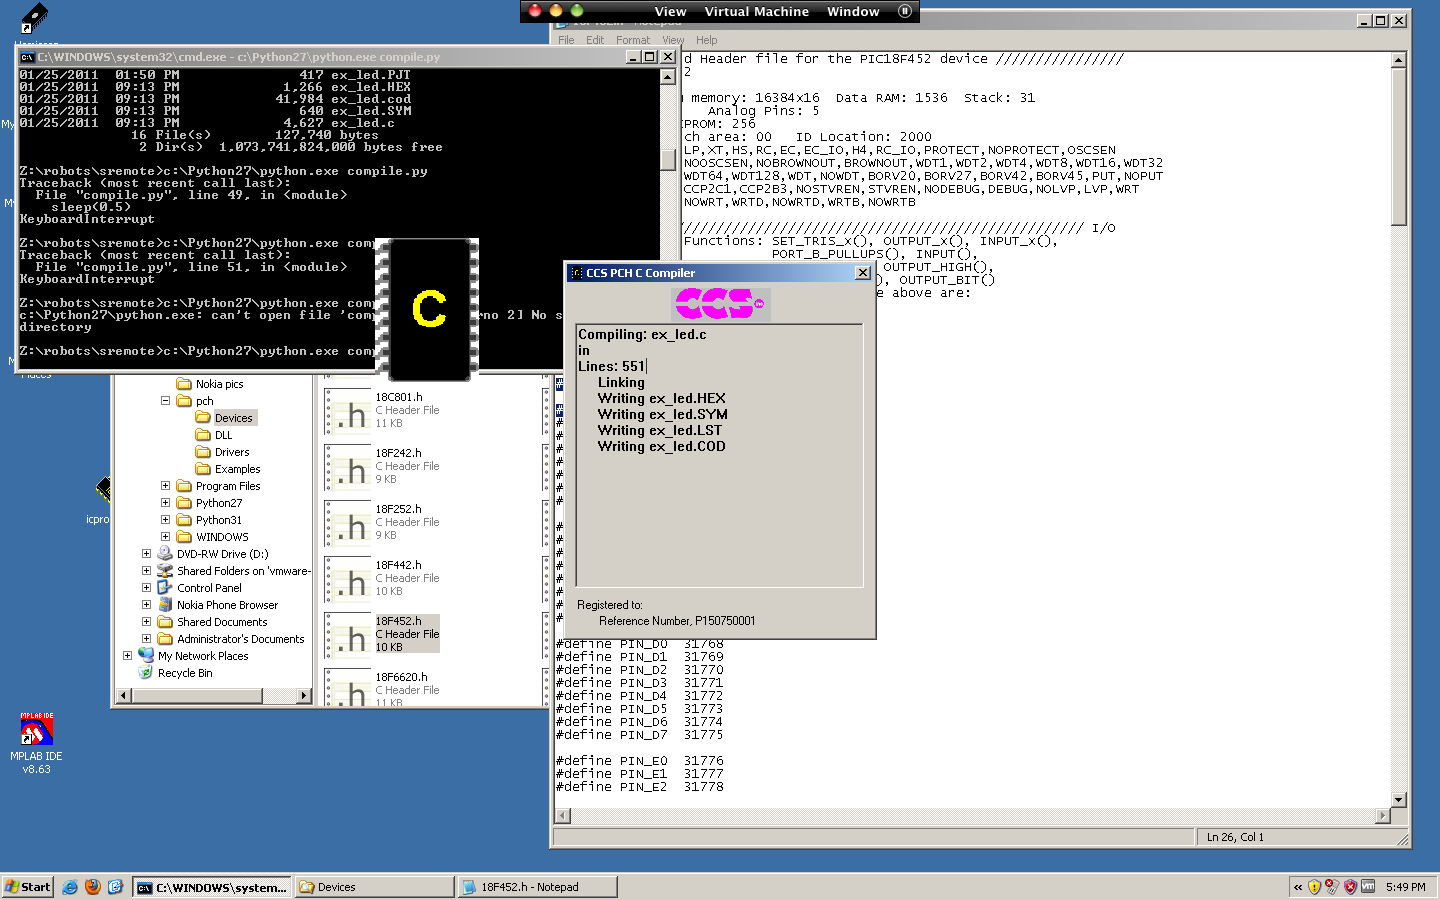 View Virtual Machine Window
File Edit Format View Help
C:\WINDOWS\system32\cmd.exe - c:\Python27\python.exe compile.py
01/25/2011 01:50 PM 417 ex_led.PJT
01/25/2011 09:13 PM 1,266 ex_led.HEX
01/25/2011 09:13 PM 41,984 ex_led.cod
01/25/2011 09:13 PM 640 ex_led.SYM
01/25/2011 09:13 PM 4,627 ex_led.c
16 File(s) 127,740 bytes
2 Dir(s) 1,073,741,824,000 bytes free
Z:\robots\sremote>c:\Python27\python.exe compile.py
Traceback (most recent call last):
File "compile.py", line 49, in <module>
sleep(0.5)
KeyboardInterrupt
Z:\robots\sremote>c:\Python27\python.exe comp
Traceback (most recent call last):
File "compile.py", line 51, in <module>
KeyboardInterrupt
Z:\robots\sremote>c:\Python27\python.exe com
c:\Python27\python.exe: can't open file 'comp rno 2] No s
directory
Z:\robots\sremote>c:\Python27\python.exe com
C
d Header file for the PIC18F452 device ////////////////
2
memory: 16384x16 Data RAM: 1536 Stack: 31
Analog Pins: 5
PROM: 256
ch area: 00 ID Location: 2000
LP,XT,HS,RC,EC,EC_IO,H4,RC_IO,PROTECT,NOPROTECT,OSCSEN
NOOSCSEN,NOBROWNOUT,BROWNOUT,WDT1,WDT2,WDT4,WDT8,WDT16,WDT32
WDT64,WDT128,WDT,NOWDT,BORV20,BORV27,BORV42,BORV45,PUT,NOPUT
CCP2C1,CCP2B3,NOSTVREN,STVREN,NODEBUG,DEBUG,NOLVP,LVP,WRT
NOWRT,WRTD,NOWRTD,WRTB,NOWRTB
////////////////////////////////////////////////// I/O
Functions: SET_TRIS_x(), OUTPUT_x(), INPUT_x(),
PORT_B_PULLUPS(), INPUT(),
OUTPUT_HIGH(),
), OUTPUT_BIT()
e above are:
CCS PCH C Compiler
CCS
Compiling: ex_led.c
in
Lines: 551
Linking
Writing ex_led.HEX
Writing ex_led.SYM
Writing ex_led.LST
Writing ex_led.COD
Registered to:
Reference Number, P150750001
#define PIN_D0 31768
#define PIN_D1 31769
#define PIN_D2 31770
#define PIN_D3 31771
#define PIN_D4 31772
#define PIN_D5 31773
#define PIN_D6 31774
#define PIN_D7 31775
#define PIN_E0 31776
#define PIN_E1 31777
#define PIN_E2 31778
Ln 26, Col 1
Nokia pics
pch
Devices
DLL
Drivers
Examples
Program Files
Python27
Python31
WINDOWS
DVD-RW Drive (D:)
Shared Folders on 'vmware-
Control Panel
Nokia Phone Browser
Shared Documents
Administrator's Documents
My Network Places
Recycle Bin
18C801.h
C Header File
11 KB
18F242.h
C Header File
9 KB
18F252.h
C Header File
9 KB
18F442.h
C Header File
10 KB
18F452.h
C Header File
10 KB
18F6620.h
C Header File
11 KB
.h
.h
.h
.h
.h
icpro
MPLAB IDE
MPLAB IDE
v8.63
Start
C:\WINDOWS\system...
Devices
18F452.h - Notepad
5:49 PM